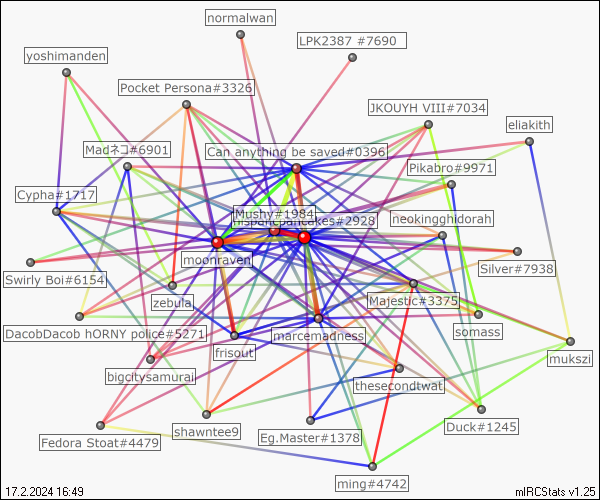 normalwan
LPK2387 #7690
yoshimanden
Pocket Persona#3326
JKOUYH VIII#7034
eliakith
Madネコ#6901
Can anything be saved#0396
Pikabro#9971
Cypha#1717
Mushy#1984
hispanicpancakes#2928
neokingghidorah
moonraven
Silver#7938
Swirly Boi#6154
zebula
Majestic#3375
DacobDacob hORNY police#5271
marcemadness
somass
frisout
mukszi
bigcitysamurai
thesecondtwat
Duck#1245
Fedora Stoat#4479
shawntee9
Eg.Master#1378
ming#4742
17.2.2024 16:49
mIRCStats v1.25